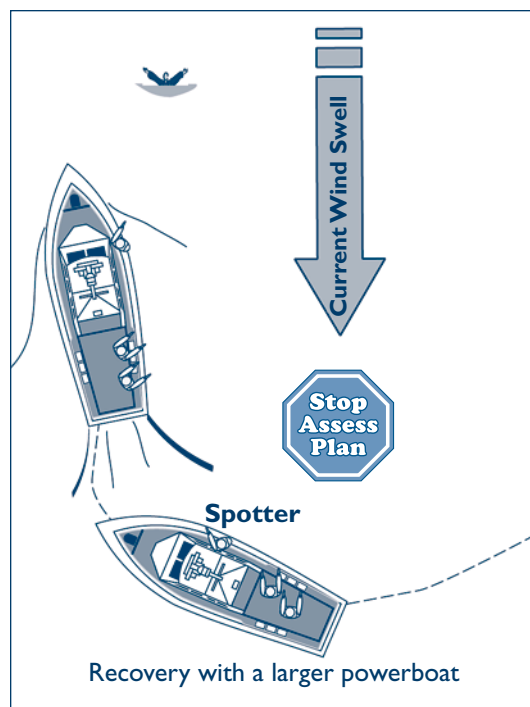 Current Wind Swell
Stop
Assess
Plan
Spotter
Recovery with a larger powerboat